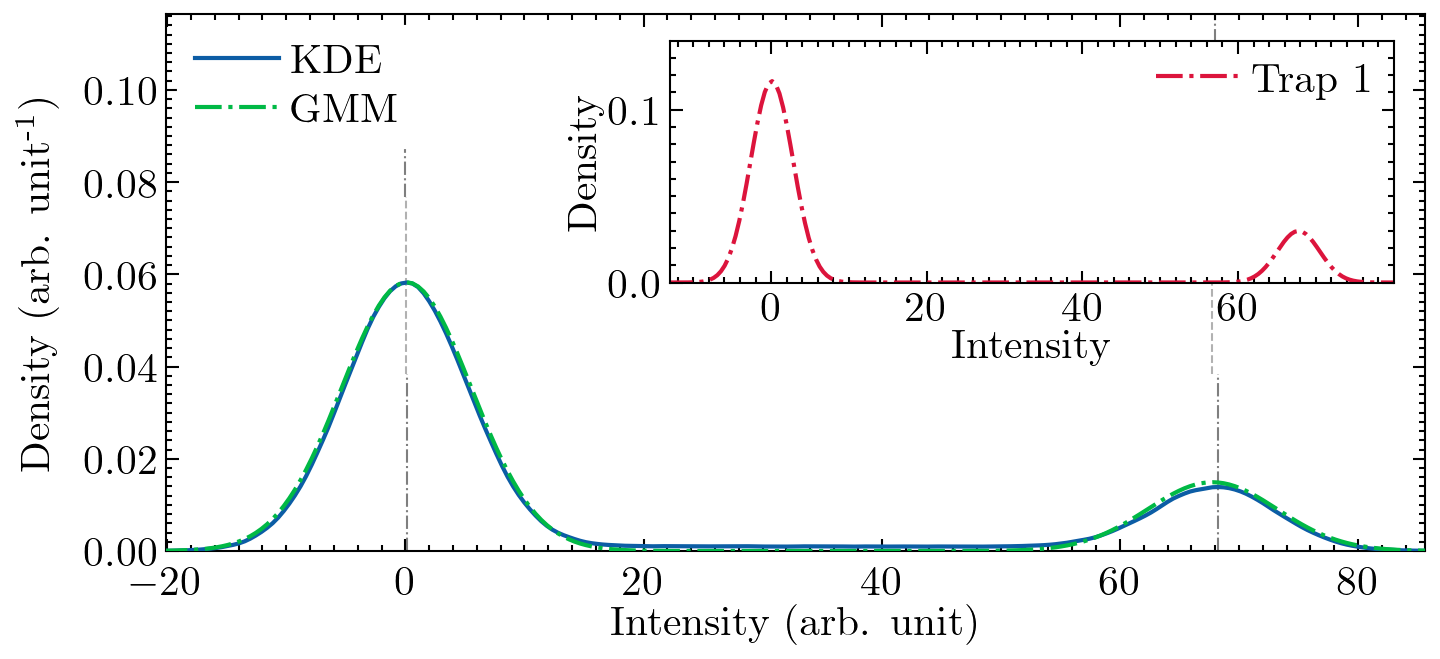 KDE
GMM
Density (arb. unit⁻¹)
0.10
0.08
0.06
0.04
0.02
0.00
−20 0 20 40 60 80
Intensity (arb. unit)
Trap 1
Density
0.1
0.0
0 20 40 60
Intensity